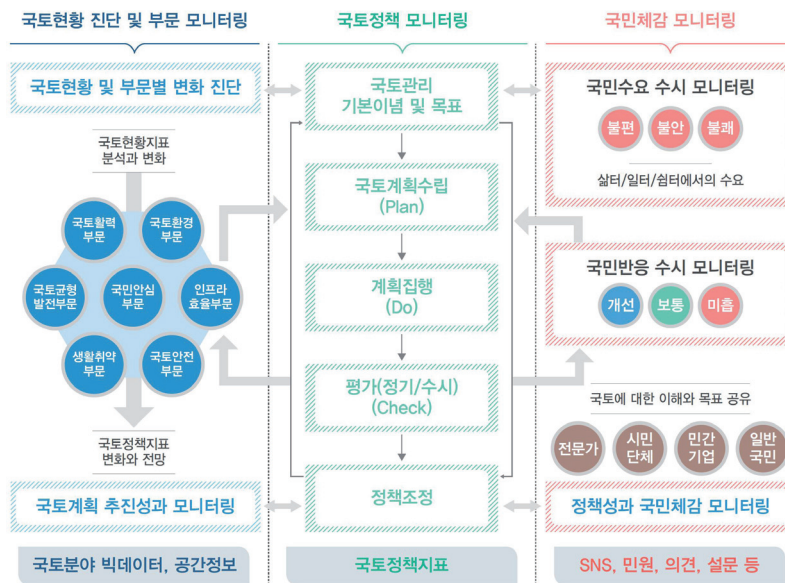 국토현황 진단 및 부문 모니터링
국토현황 및 부문별 변화 진단
국토현황지표
분석과 변화
국토활력
부문
국토환경
부문
국토균형
발전부문
국민안심
부문
인프라
효율부문
생활취약
부문
국토안전
부문
국토정책지표
변화와 전망
국토계획 추진성과 모니터링
국토분야 빅데이터, 공간정보
국토정책 모니터링
국토관리
기본이념 및 목표
국토계획수립
(Plan)
계획집행
(Do)
평가(정기/수시)
(Check)
정책조정
국토정책지표
국민체감 모니터링
국민수요 수시 모니터링
불편
불안
불쾌
삶터/일터/쉼터에서의 수요
국민반응 수시 모니터링
개선
보통
미흡
국토에 대한 이해와 목표 공유
전문가
시민
단체
민간
기업
일반
국민
정책성과 국민체감 모니터링
SNS, 민원, 의견, 설문 등